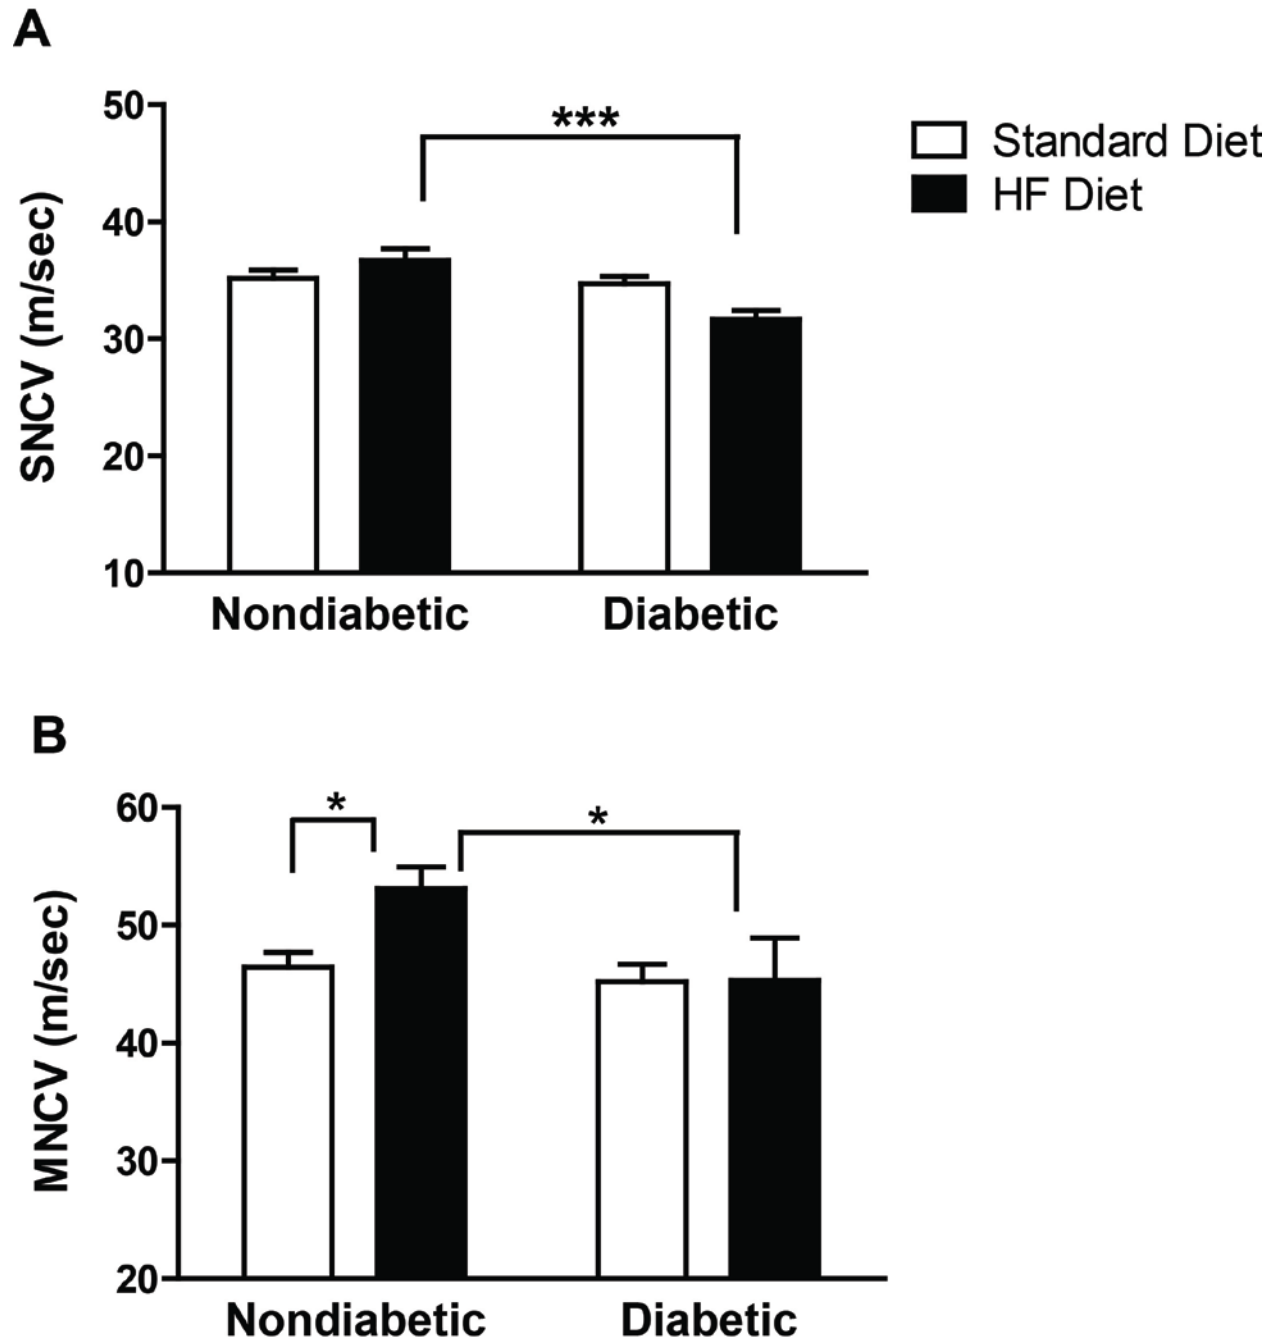 A
50
***
Standard Diet
HF Diet
40
30
20
10
SNCV (m/sec)
Nondiabetic Diabetic
B
60
*
*
50
40
30
20
MNCV (m/sec)
Nondiabetic Diabetic